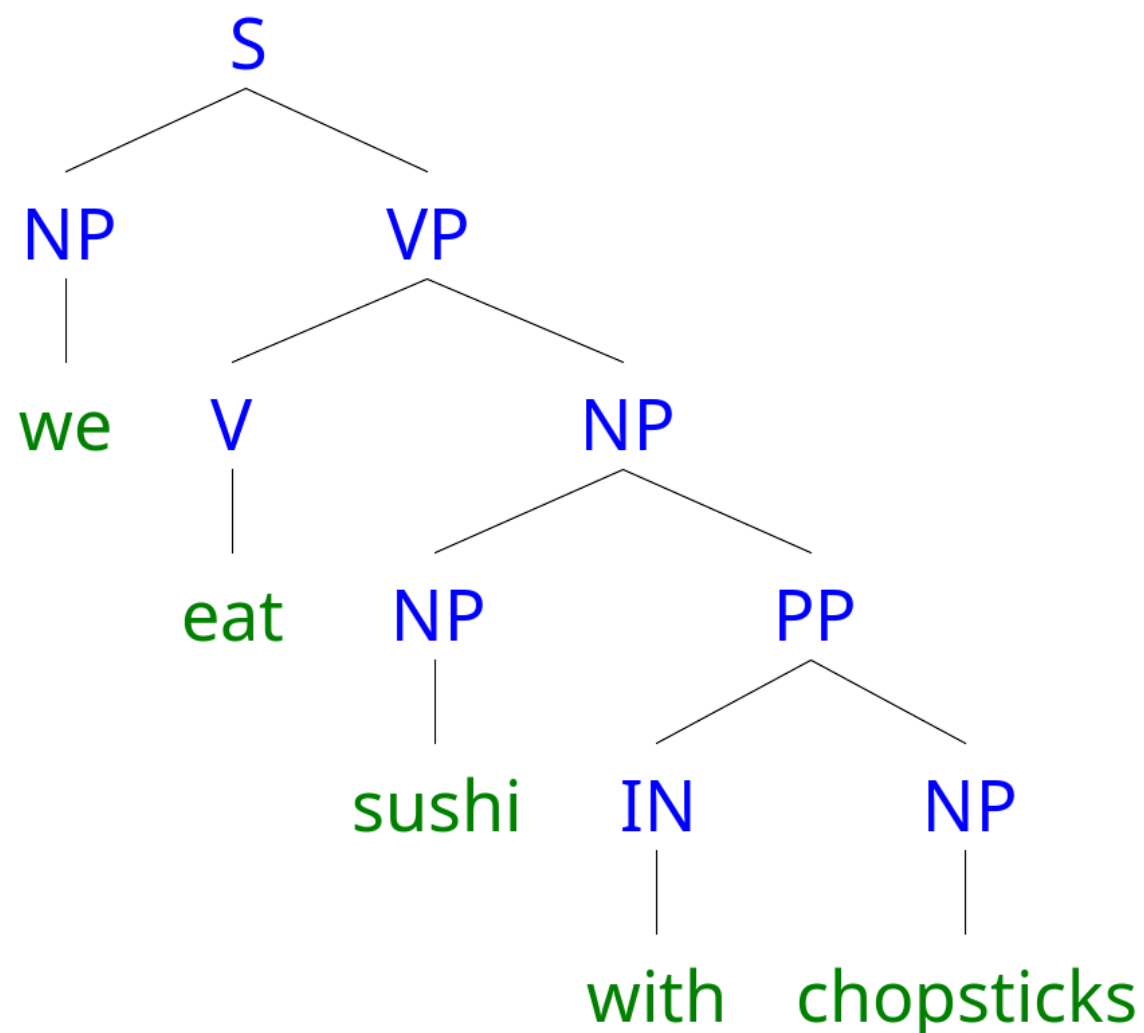 S
NP VP
we V NP
eat NP PP
sushi IN NP
with chopsticks